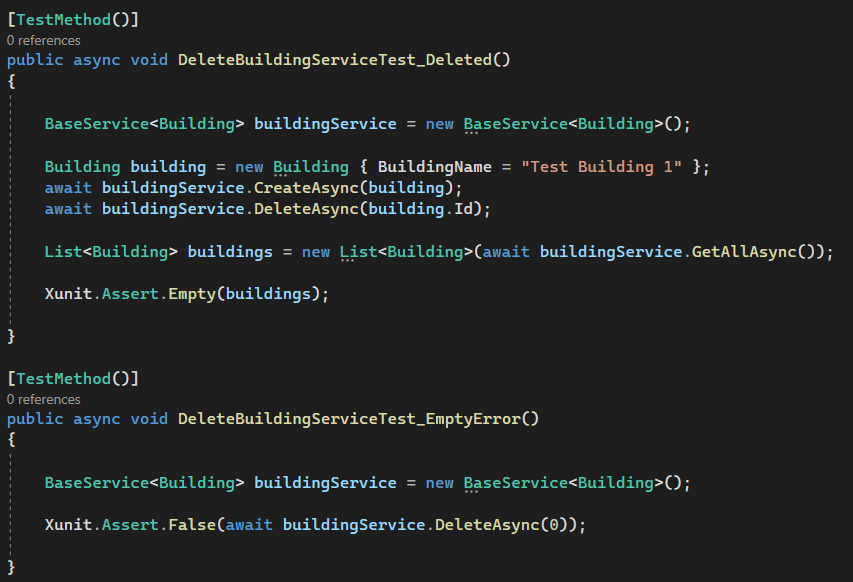 [TestMethod()]
0 references
public async void DeleteBuildingServiceTest_Deleted()
{
BaseService<Building> buildingService = new BaseService<Building>();
Building building = new Building { BuildingName = "Test Building 1" };
await buildingService.CreateAsync(building);
await buildingService.DeleteAsync(building.Id);
List<Building> buildings = new List<Building>(await buildingService.GetAllAsync());
Xunit.Assert.Empty(buildings);
}
[TestMethod()]
0 references
public async void DeleteBuildingServiceTest_EmptyError()
{
BaseService<Building> buildingService = new BaseService<Building>();
Xunit.Assert.False(await buildingService.DeleteAsync(0));
}